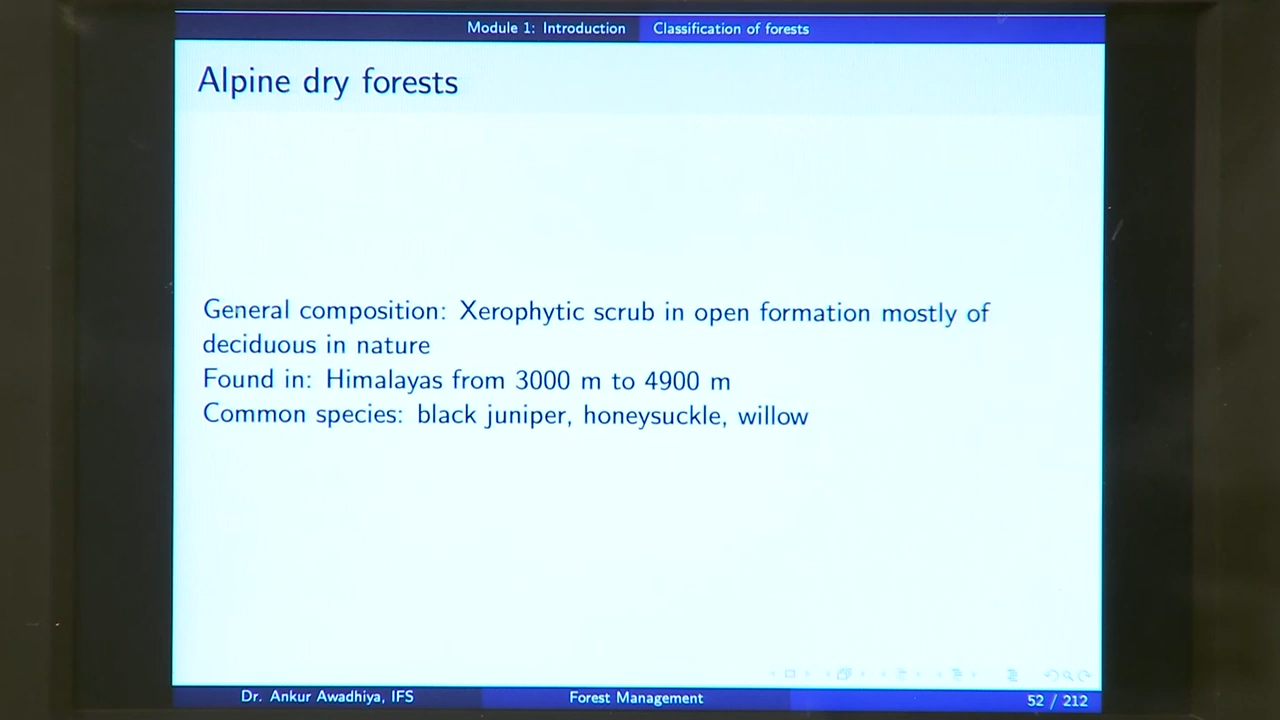 Module 1: Introduction Classification of forests
Alpine dry forests
General composition: Xerophytic scrub in open formation mostly of
deciduous in nature
Found in: Himalayas from 3000 m to 4900 m
Common species: black juniper, honeysuckle, willow
Dr. Ankur Awadhiya, IFS Forest Management 52 / 212